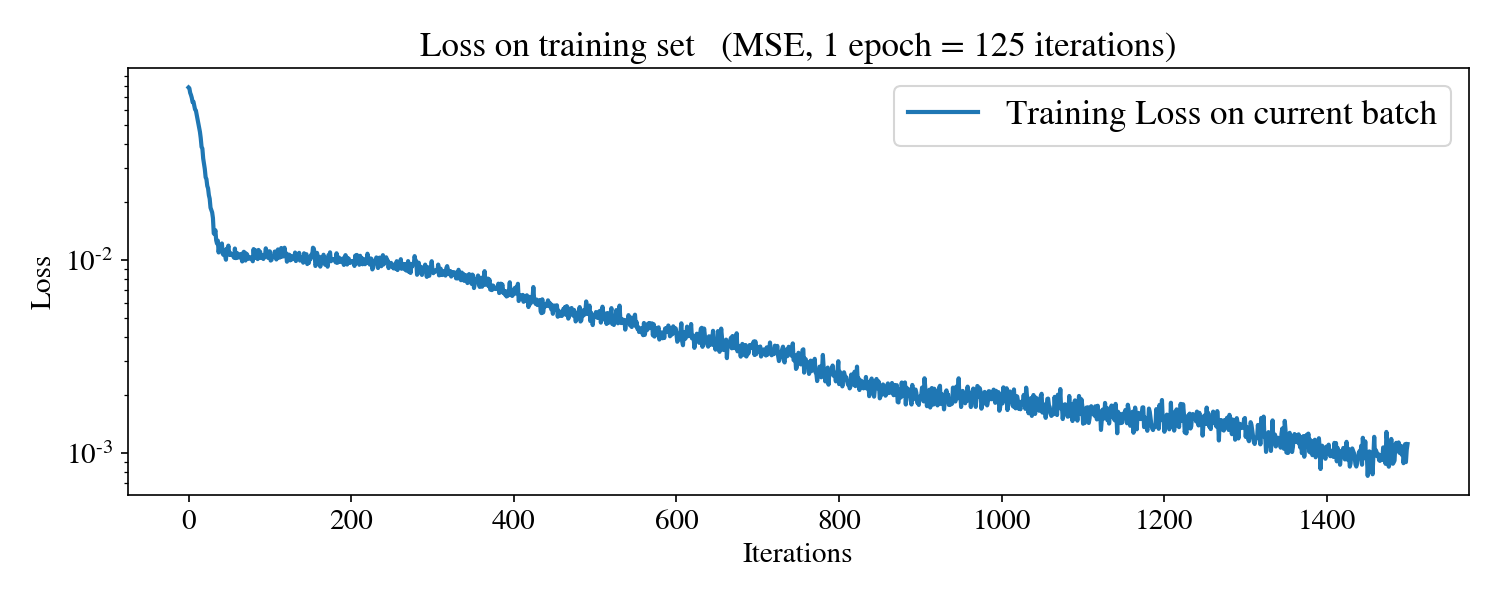 Loss on training set (MSE, 1 epoch = 125 iterations)
Training Loss on current batch
Loss
10⁻²
10⁻³
0 200 400 600 800 1000 1200 1400
Iterations